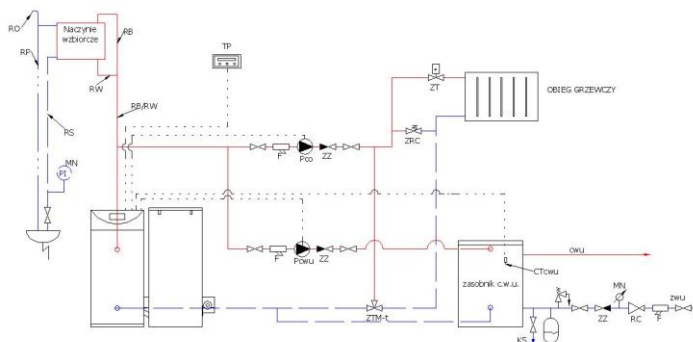 RO
RP
Naczynie
wzbiorcze
RB
RW
RB/RW
RS
MN
PI
TP
ZT
OBIEG GRZEWCZY
ZRC
F
Pco
ZZ
F
Pcwu
ZZ
ZTM-t
cwu
CTcwu
zasobnik c.w.u.
MN
zwu
ZZ
RC
F
KS